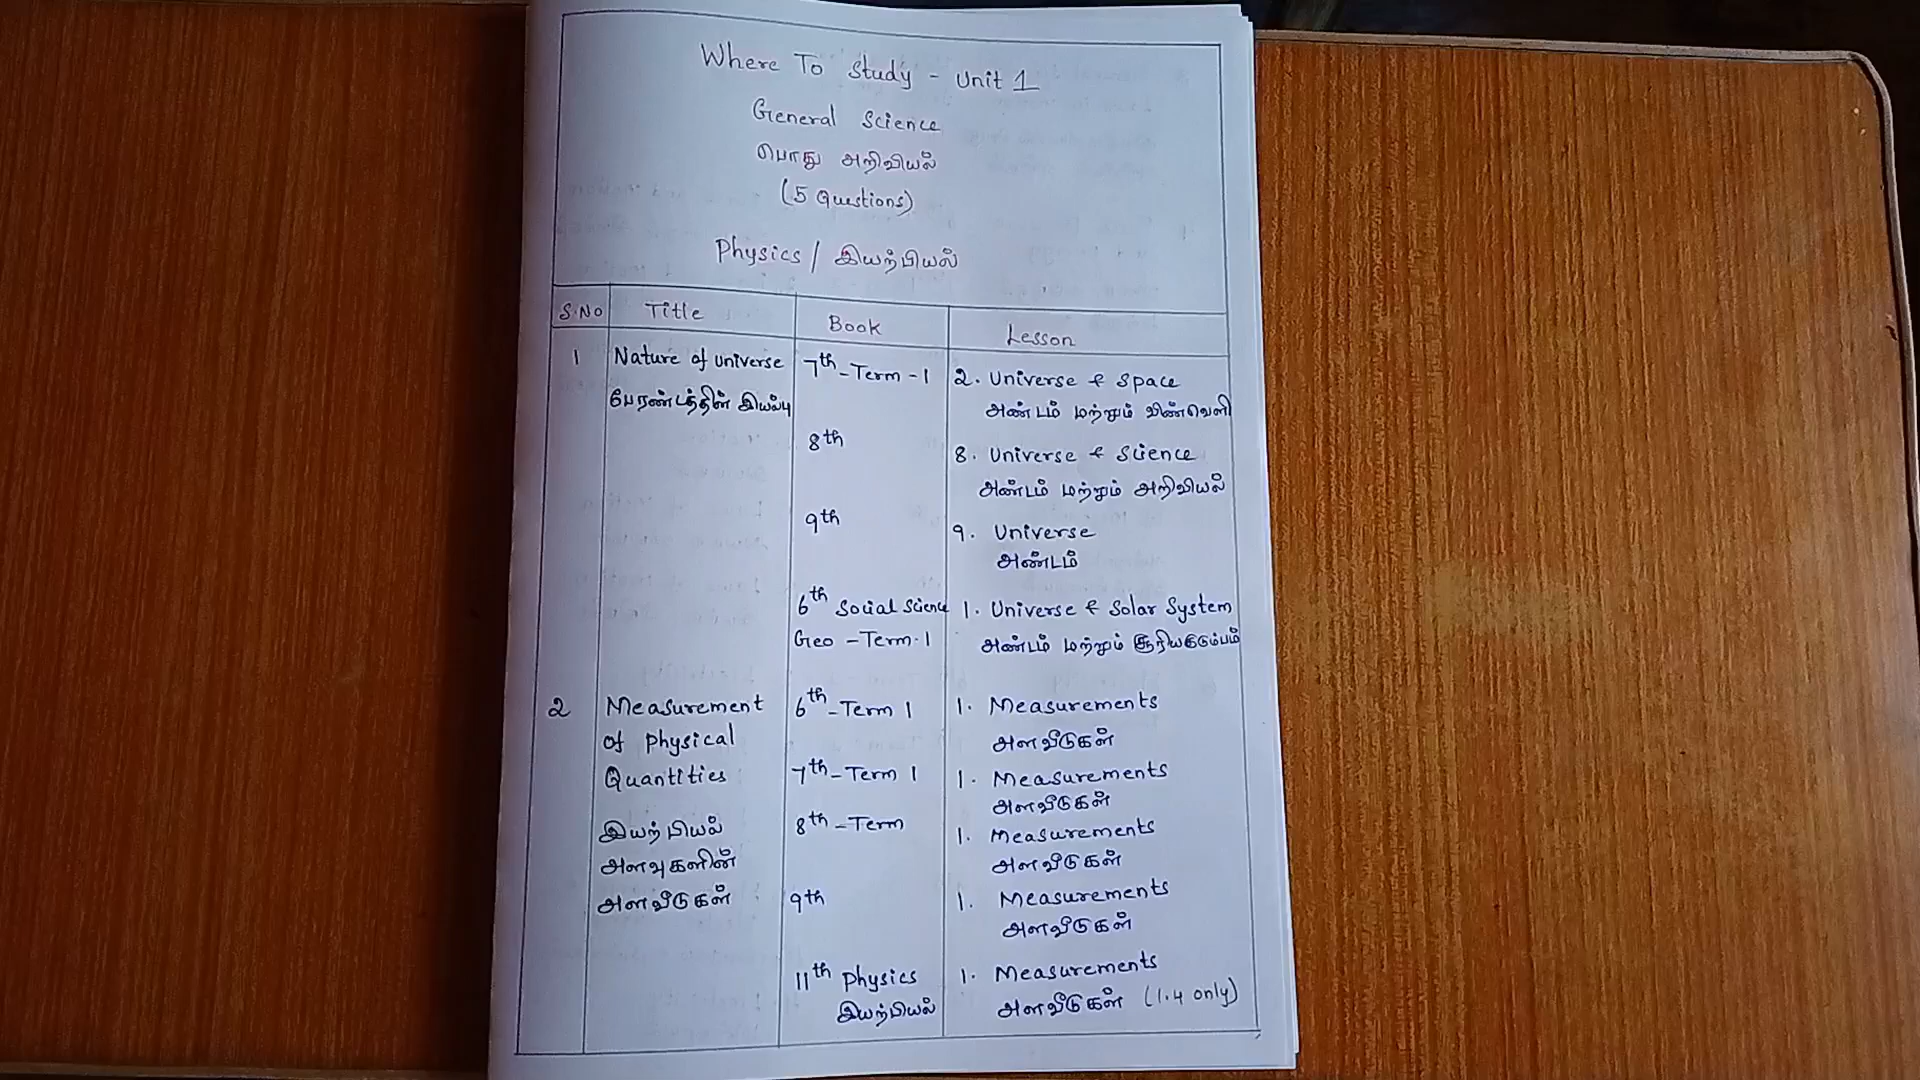 Where To Study - Unit 1
General Science
பொது அறிவியல்
(5 Questions)
Physics / இயற்பியல்
S.No Title Book Lesson
1 Nature of Universe 7th - Term - 1 2. Universe & Space
பேரண்டத்தின் இயல்பு அண்டம் மற்றும் விண்வெளி
8th 8. Universe & Science
அண்டம் மற்றும் அறிவியல்
9th 9. Universe
அண்டம்
6th Social Science 1. Universe & Solar System
Geo - Term-1 அண்டம் மற்றும் சூரியகுடும்பம்
2 Measurement 6th - Term 1 1. Measurements
of Physical அளவீடுகள்
Quantities 7th - Term 1 1. Measurements
அளவீடுகள்
இயற்பியல் 8th - Term 1. Measurements
அளவுகளின் அளவீடுகள்
அளவீடுகள் 9th 1. Measurements
அளவீடுகள்
11th Physics 1. Measurements
இயற்பியல் அளவீடுகள் (1.4 only)